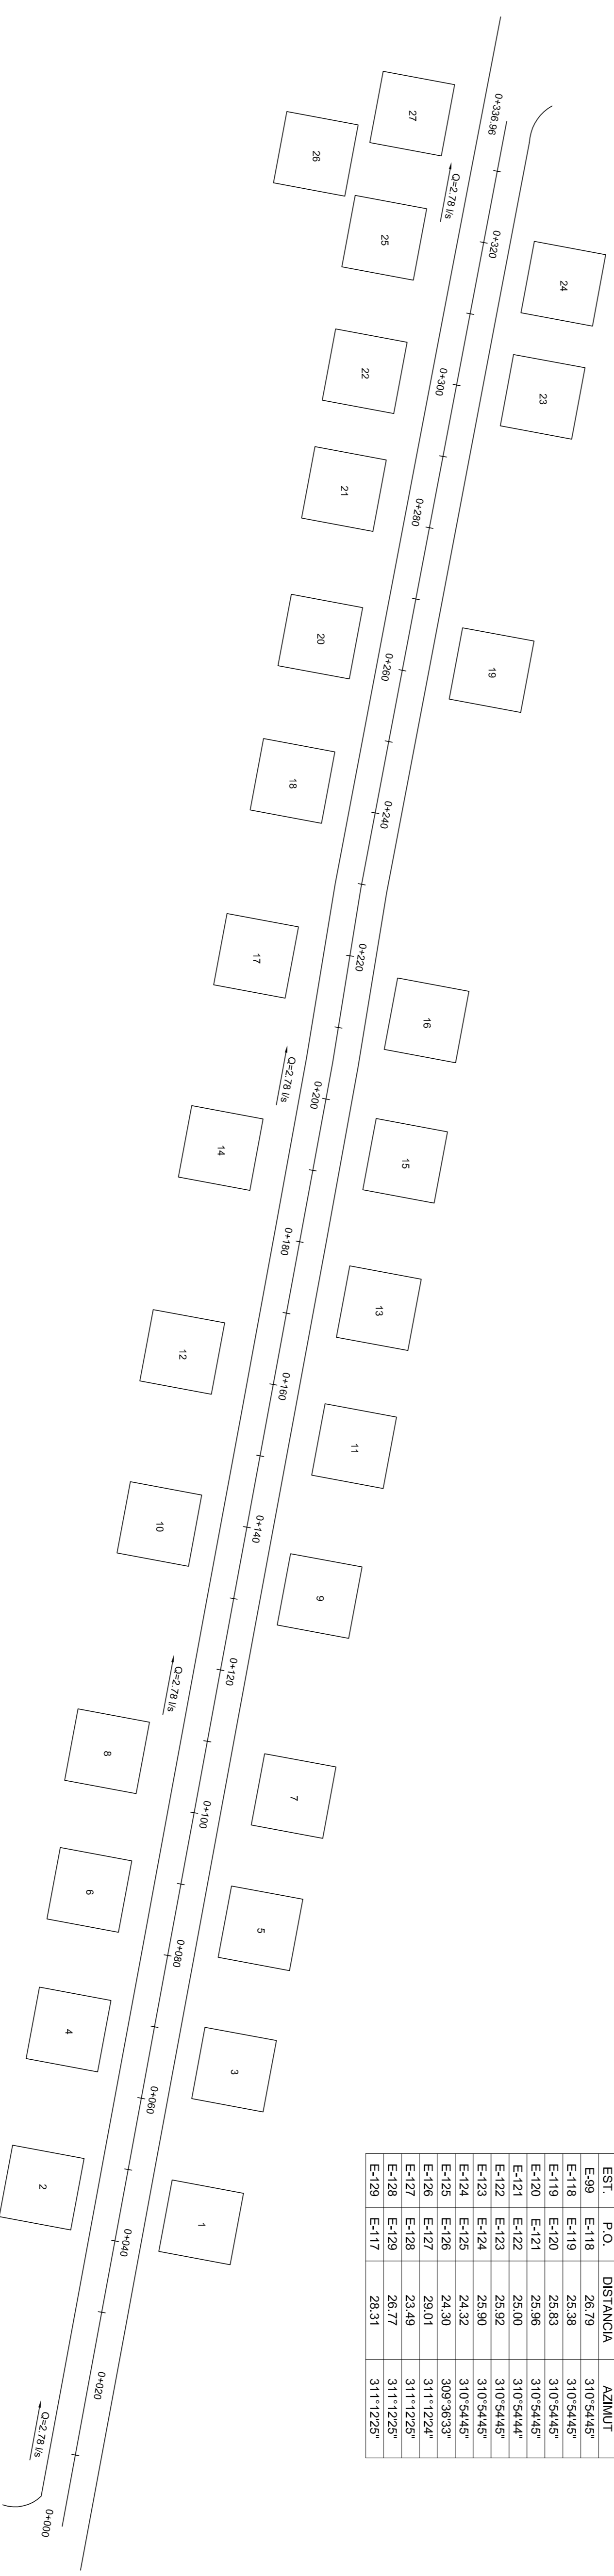 EST. P.O. DISTANCIA AZIMUT
E-99 E-118 26.79 310°54'45"
E-118 E-119 25.38 310°54'45"
E-119 E-120 25.83 310°54'45"
E-120 E-121 25.96 310°54'45"
E-121 E-122 25.00 310°54'44"
E-122 E-123 25.92 310°54'45"
E-123 E-124 25.90 310°54'45"
E-124 E-125 24.32 310°54'45"
E-125 E-126 24.30 309°36'33"
E-126 E-127 29.01 311°12'24"
E-127 E-128 23.49 311°12'25"
E-128 E-129 26.77 311°12'25"
E-129 E-117 28.31 311°12'25"
0+336.96
0+320
0+300
0+280
0+260
0+240
0+220
0+200
0+180
0+160
0+140
0+120
0+100
0+080
0+060
0+040
0+020
0+000
Q=2.78 l/s
Q=2.78 l/s
Q=2.78 l/s
Q=2.78 l/s
27
26
25
24
23
22
21
20
19
18
17
16
15
14
13
12
11
10
9
8
7
6
5
4
3
2
1